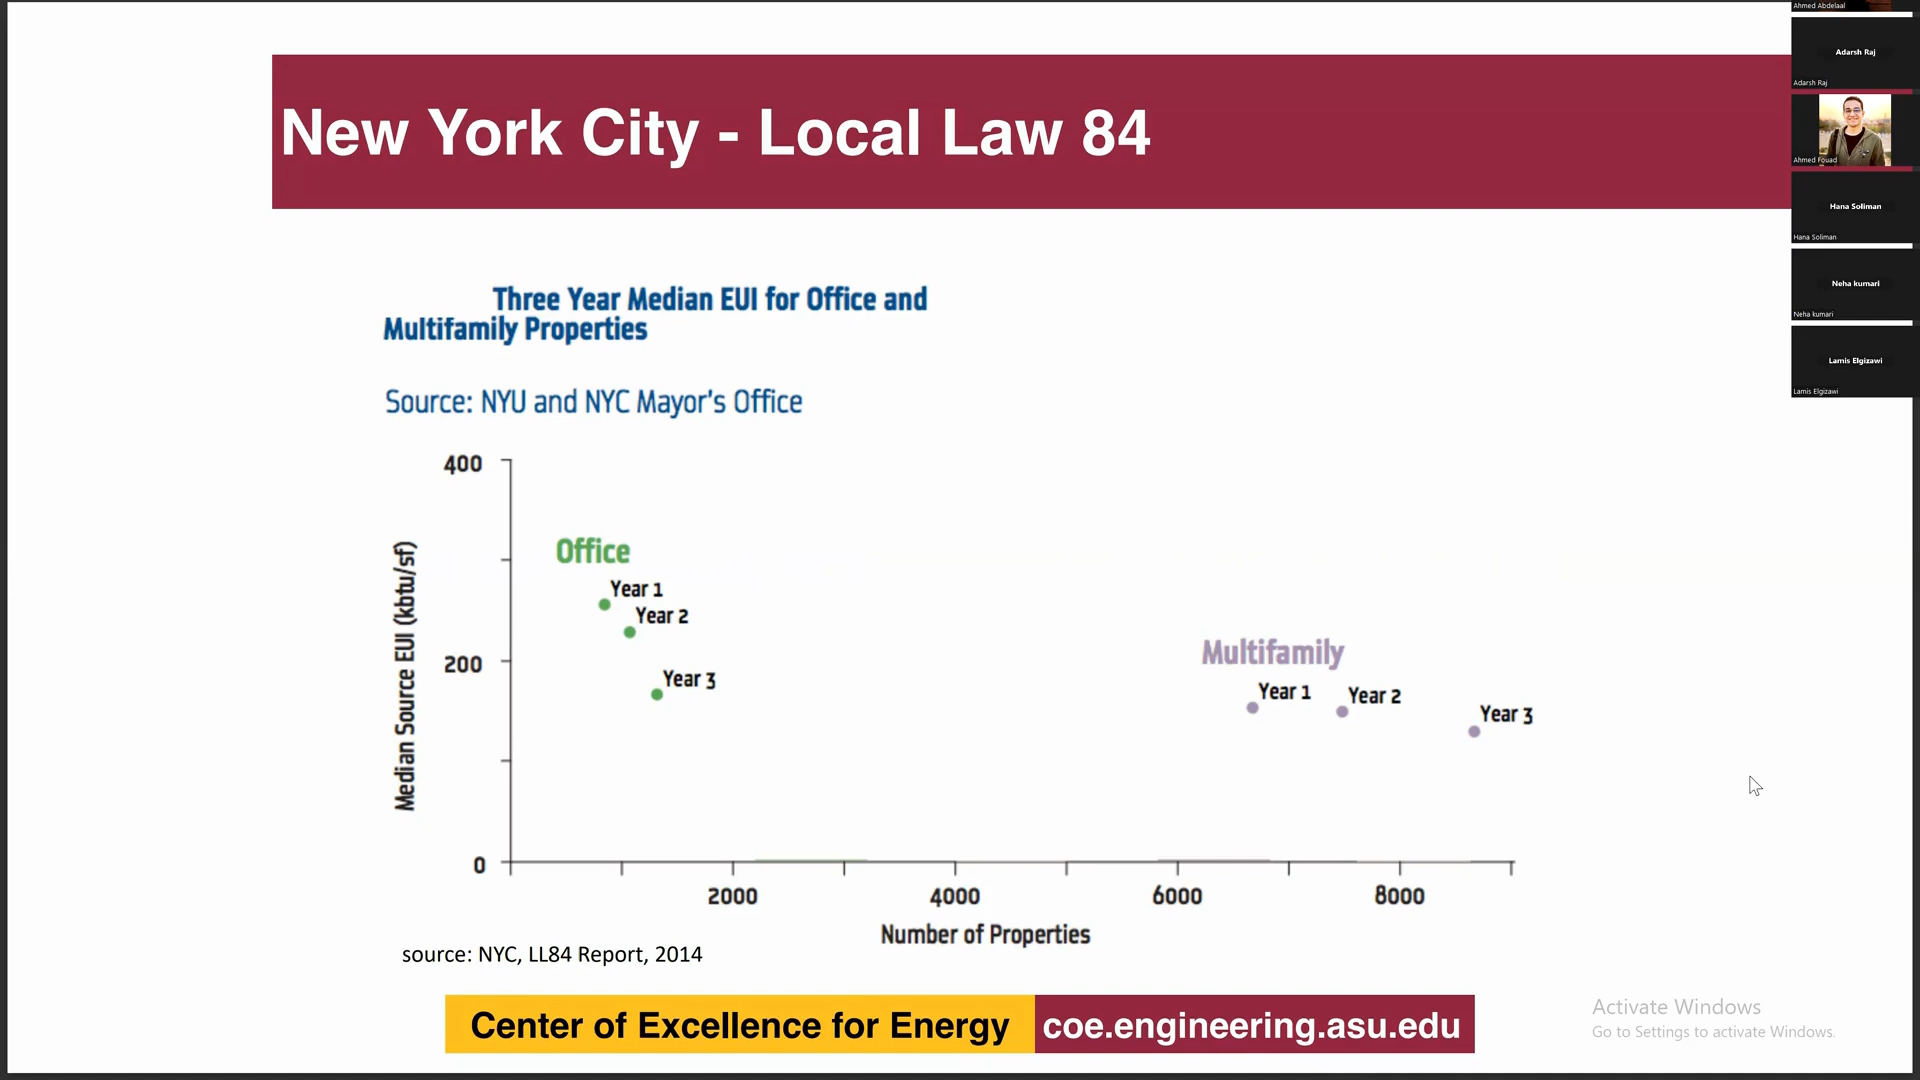 New York City - Local Law 84
Three Year Median EUI for Office and
Multifamily Properties
Source: NYU and NYC Mayor's Office
400
200
0
Median Source EUI (kbtu/sf)
Office
Year 1
Year 2
Year 3
Multifamily
Year 1
Year 2
Year 3
2000
4000
6000
8000
Number of Properties
source: NYC, LL84 Report, 2014
Center of Excellence for Energy
coe.engineering.asu.edu
Ahmed Abdelaal
Adarsh Raj
Adarsh Raj
Ahmed Fouad
Hana Soliman
Hana Soliman
Neha kumari
Neha kumari
Lamis Elgizawi
Lamis Elgizawi
Activate Windows
Go to Settings to activate Windows.